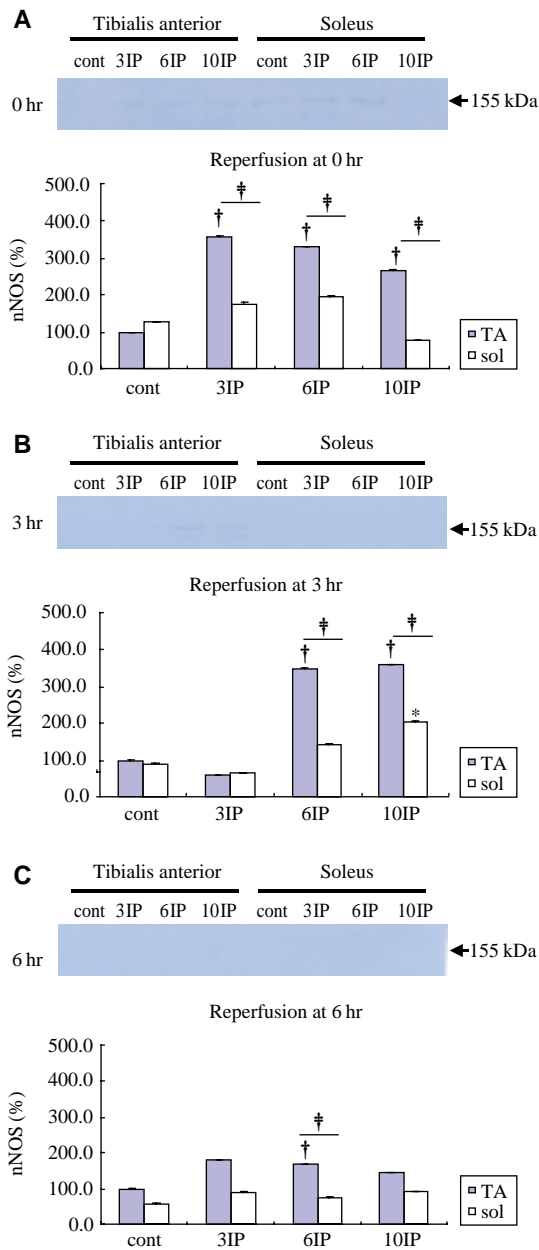 A
Tibialis anterior Soleus
cont 3IP 6IP 10IP cont 3IP 6IP 10IP
0 hr
155 kDa
Reperfusion at 0 hr
nNOS (%)
500.0
400.0
300.0
200.0
100.0
0.0
† ‡ † ‡ † ‡
cont 3IP 6IP 10IP
TA
sol
B
Tibialis anterior Soleus
cont 3IP 6IP 10IP cont 3IP 6IP 10IP
3 hr
155 kDa
Reperfusion at 3 hr
nNOS (%)
500.0
400.0
300.0
200.0
100.0
0.0
† ‡ † ‡ *
cont 3IP 6IP 10IP
TA
sol
C
Tibialis anterior Soleus
cont 3IP 6IP 10IP cont 3IP 6IP 10IP
6 hr
155 kDa
Reperfusion at 6 hr
nNOS (%)
500.0
400.0
300.0
200.0
100.0
0.0
† ‡
cont 3IP 6IP 10IP
TA
sol